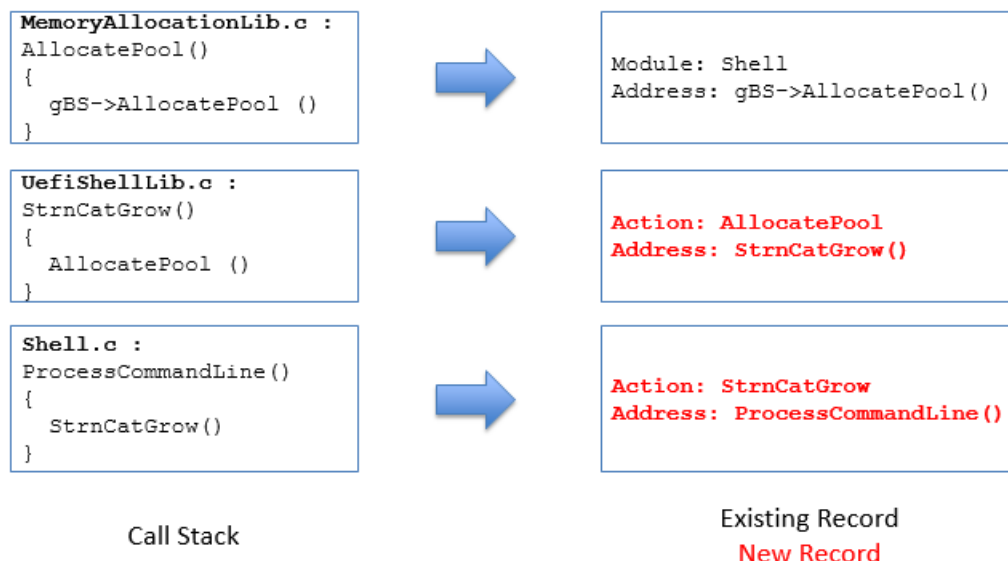 MemoryAllocationLib.c :
AllocatePool()
{
gBS->AllocatePool ()
}
Module: Shell
Address: gBS->AllocatePool()
UefiShellLib.c :
StrnCatGrow()
{
AllocatePool ()
}
Action: AllocatePool
Address: StrnCatGrow()
Shell.c :
ProcessCommandLine()
{
StrnCatGrow()
}
Action: StrnCatGrow
Address: ProcessCommandLine()
Call Stack
Existing Record
New Record